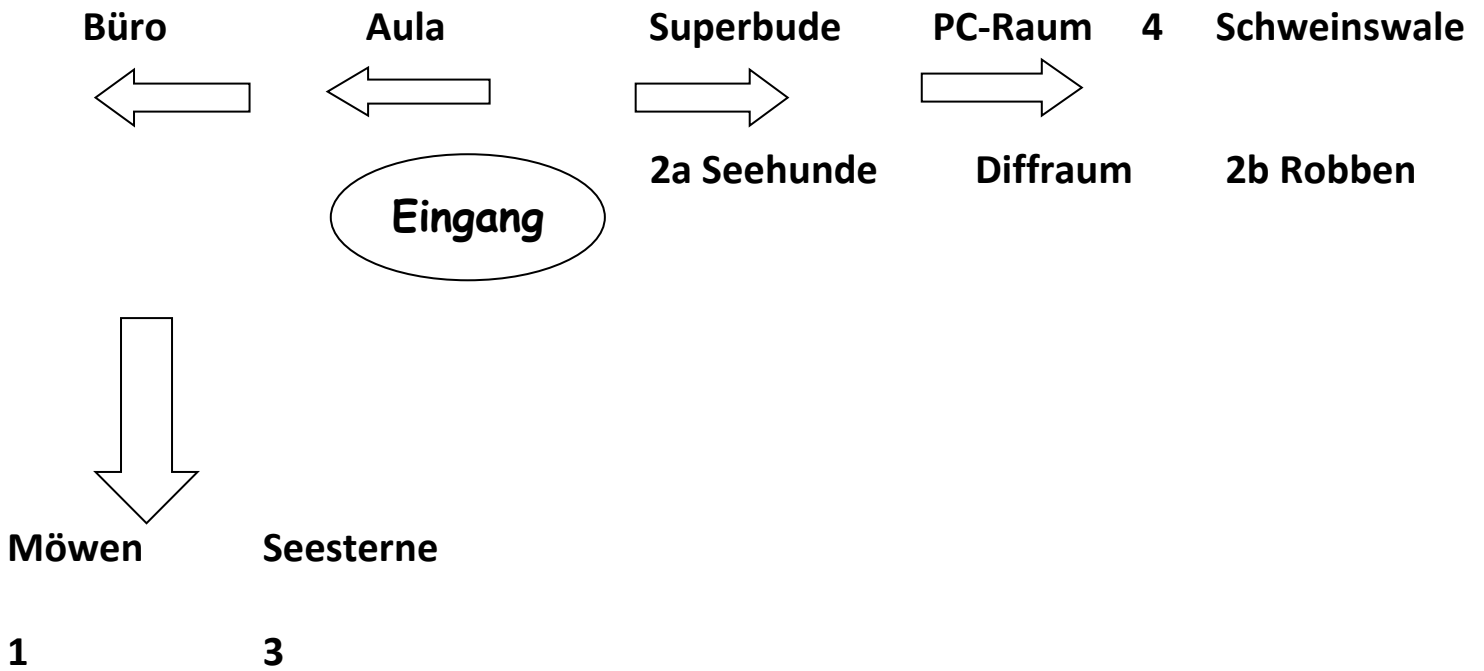 Büro Aula Superbude PC-Raum 4 Schweinswale
2a Seehunde Diffraum 2b Robben
Eingang
Möwen Seesterne
1 3